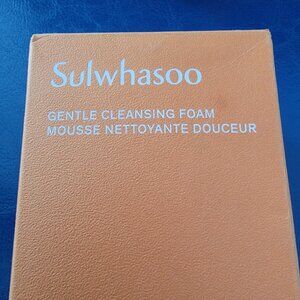 Sulwhasoo
GENTLE CLEANSING FOAM
MOUSSE NETTOYANTE DOUCEUR